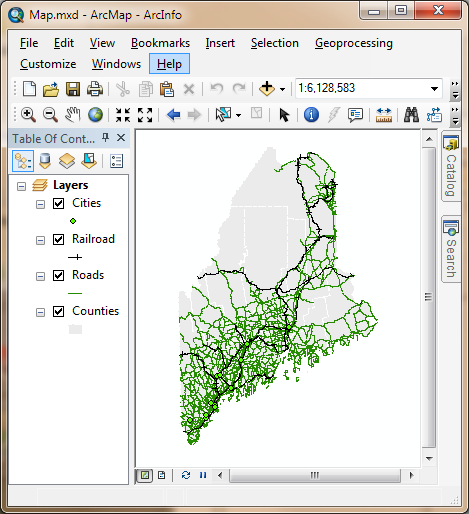 Map.mxd - ArcMap - ArcInfo
File Edit View Bookmarks Insert Selection Geoprocessing
Customize Windows Help
1:6,128,583
Table Of Cont...
Layers
Cities
Railroad
Roads
Counties
Catalog
Search